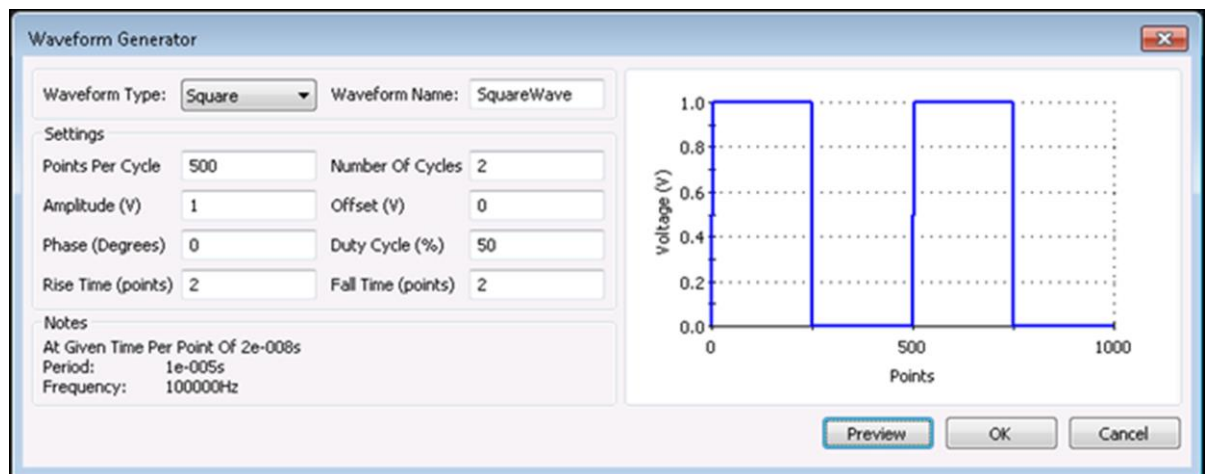 Waveform Generator
Waveform Type: Square Waveform Name: SquareWave
Settings
Points Per Cycle 500 Number Of Cycles 2
Amplitude (V) 1 Offset (V) 0
Phase (Degrees) 0 Duty Cycle (%) 50
Rise Time (points) 2 Fall Time (points) 2
Notes
At Given Time Per Point Of 2e-008s
Period: 1e-005s
Frequency: 100000Hz
Voltage (V)
1.0
0.8
0.6
0.4
0.2
0.0
0 500 1000
Points
Preview OK Cancel